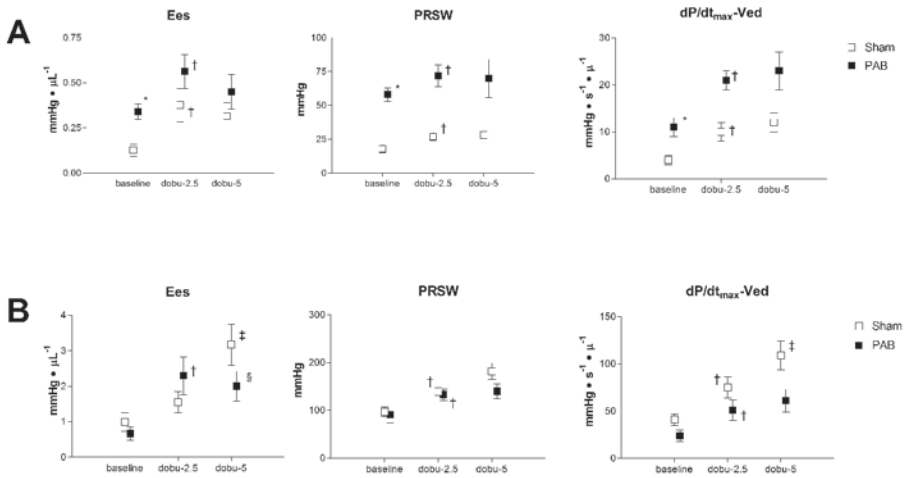 A
Ees
PRSW
dP/dtmax-Ved
mmHg • µL⁻¹
0.75
0.50
0.25
0.00
*
†
†
baseline
dobu-2.5
dobu-5
mmHg
100
75
50
25
0
*
†
†
baseline
dobu-2.5
dobu-5
mmHg • s⁻¹ • µ⁻¹
30
20
10
0
*
†
†
baseline
dobu-2.5
dobu-5
Sham
PAB
B
Ees
PRSW
dP/dtmax-Ved
mmHg • µL⁻¹
4
3
2
1
0
†
‡
§
baseline
dobu-2.5
dobu-5
mmHg
300
200
100
0
†
†
baseline
dobu-2.5
dobu-5
mmHg • s⁻¹ • µ⁻¹
150
100
50
0
†
†
‡
baseline
dobu-2.5
dobu-5
Sham
PAB